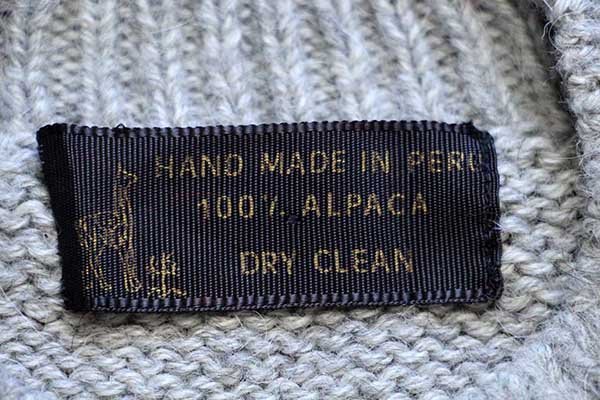 HAND MADE IN PERU
100% ALPACA
DRY CLEAN